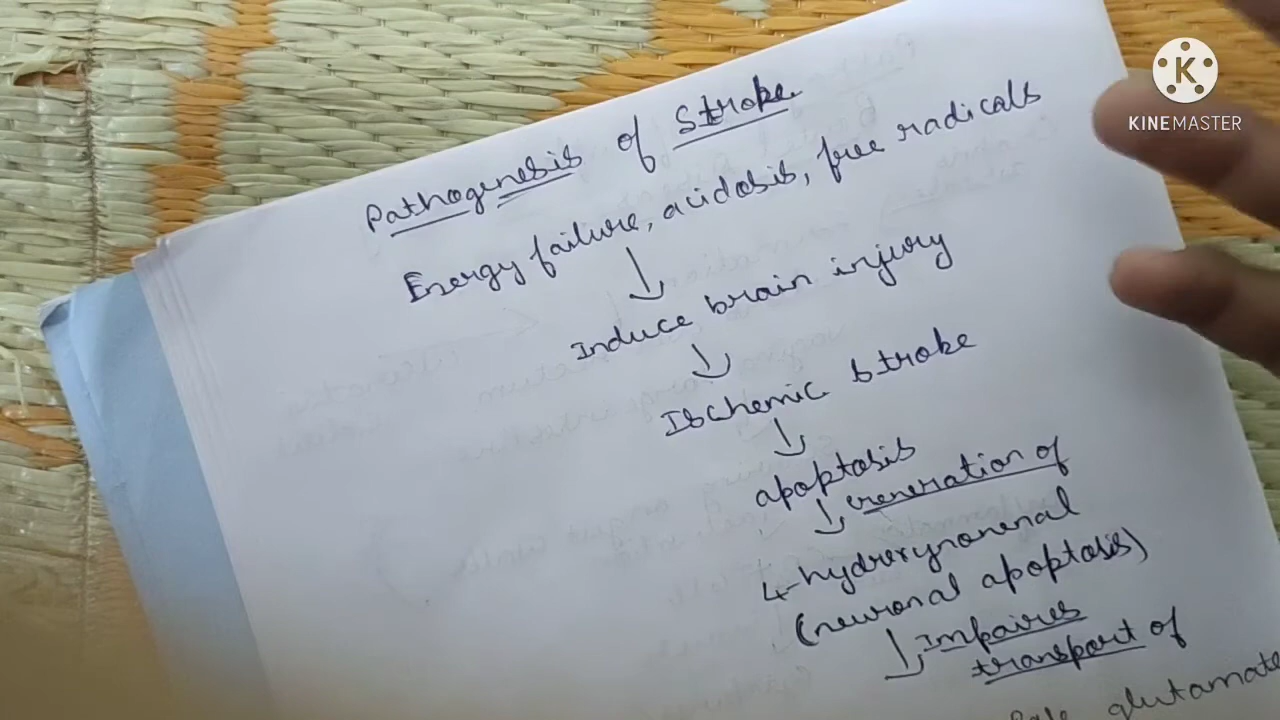 Pathogenesis of Stroke
Energy failure, acidosis, free radicals
Induce brain injury
Ischemic stroke
apoptosis
Generation of
4-hydroxynonenal
(neuronal apoptosis)
Impaires
transport of
glutamate
K
KINEMASTER